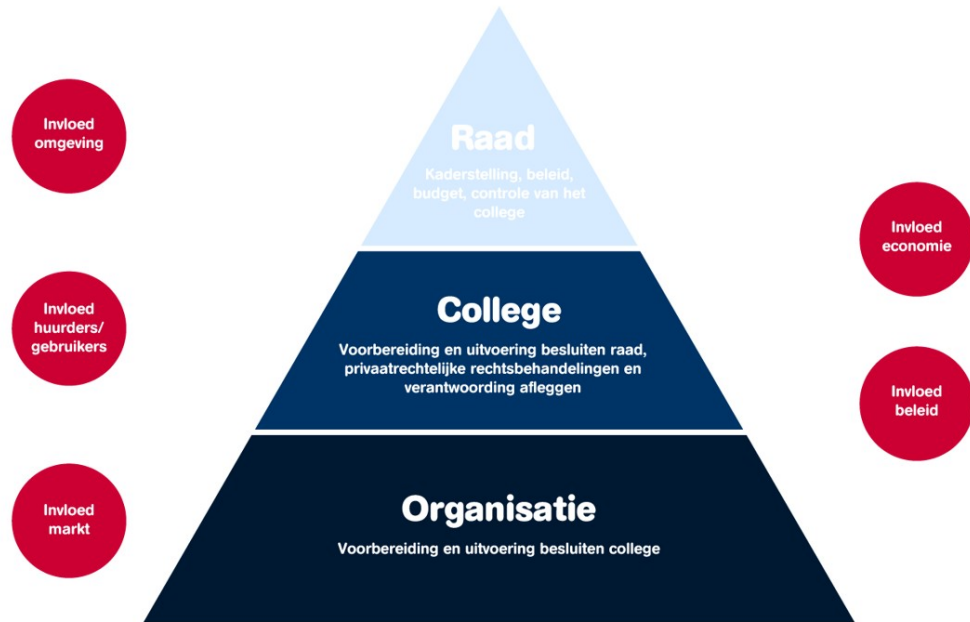 Invloed
omgeving
Invloed
huurders/
gebruikers
Invloed
markt
Raad
Kaderstelling, beleid,
budget, controle van het
college
College
Voorbereiding en uitvoering besluiten raad,
privaatrechtelijke rechtsbehandelingen en
verantwoording afleggen
Organisatie
Voorbereiding en uitvoering besluiten college
Invloed
economie
Invloed
beleid